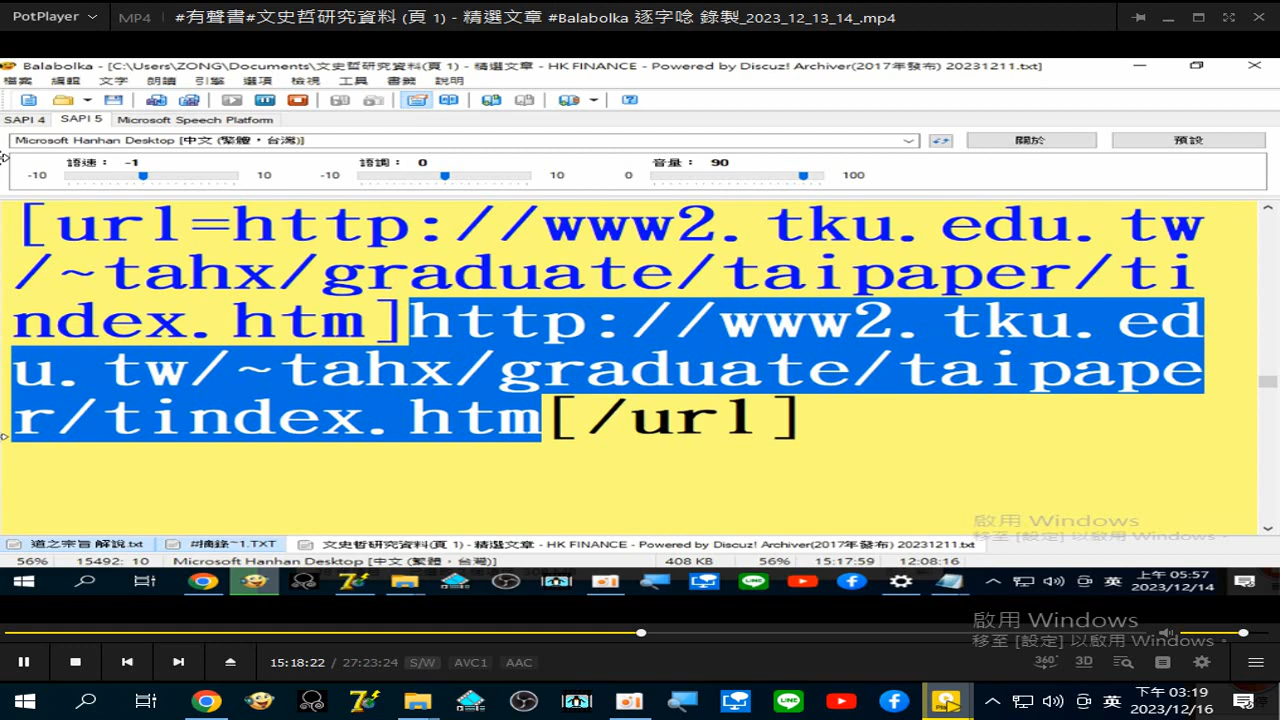 PotPlayer MP4 #有聲書#文史哲研究資料 (頁 1) - 精選文章 #Balabolka 逐字唸 錄製_2023_12_13_14_.mp4
Balabolka - [C:\Users\ZONG\Documents\文史哲研究資料(頁 1) - 精選文章 - HK FINANCE - Powered by Discuz! Archiver(2017年發布) 20231211.txt]
檔案 編輯 文字 朗讀 引擎 選項 檢視 工具 書籤 說明
SAPI 4 SAPI 5 Microsoft Speech Platform
Microsoft Hanhan Desktop [中文 (繁體，台灣)] 關於 預設
語速： -1 語調： 0 音量： 90
-10 10 -10 10 0 100
[url=http://www2.tku.edu.tw
/~tahx/graduate/taipaper/ti
ndex.htm]http://www2.tku.ed
u.tw/~tahx/graduate/taipape
r/tindex.htm[/url]
啟用 Windows
移至 [設定] 以啟用 Windows。
道之宗旨 解說.txt #摘錄~1.TXT 文史哲研究資料(頁 1) - 精選文章 - HK FINANCE - Powered by Discuz! Archiver(2017年發布) 20231211.txt
56% 15492: 10 Microsoft Hanhan Desktop [中文 (繁體，台灣)] 408 KB 56% 15:17:59 12:08:16
英 上午 05:57
2023/12/14
啟用 Windows
移至 [設定] 以啟用 Windows。
15:18:22 / 27:23:24 S/W AVC1 AAC 360° 3D
英 下午 03:19
2023/12/16